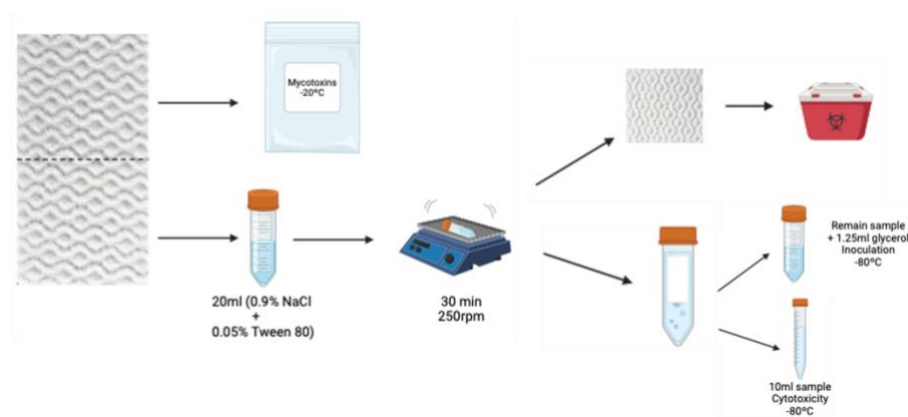 Mycotoxins
-20ºC
20ml (0.9% NaCl
+
0.05% Tween 80)
30 min
250rpm
Remain sample
+ 1.25ml glycerol
Inoculation
-80ºC
10ml sample
Cytotoxicity
-80ºC